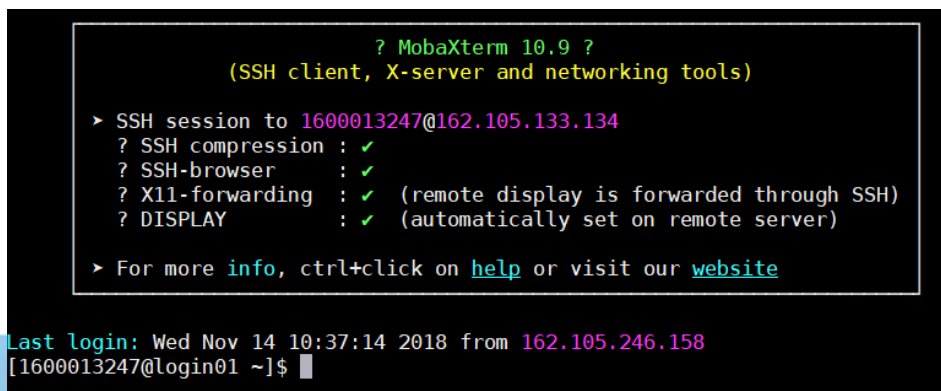 ? MobaXterm 10.9 ?
(SSH client, X-server and networking tools)
➤ SSH session to 1600013247@162.105.133.134
? SSH compression : ✔
? SSH-browser     : ✔
? X11-forwarding  : ✔  (remote display is forwarded through SSH)
? DISPLAY         : ✔  (automatically set on remote server)
➤ For more info, ctrl+click on help or visit our website
Last login: Wed Nov 14 10:37:14 2018 from 162.105.246.158
[1600013247@login01 ~]$